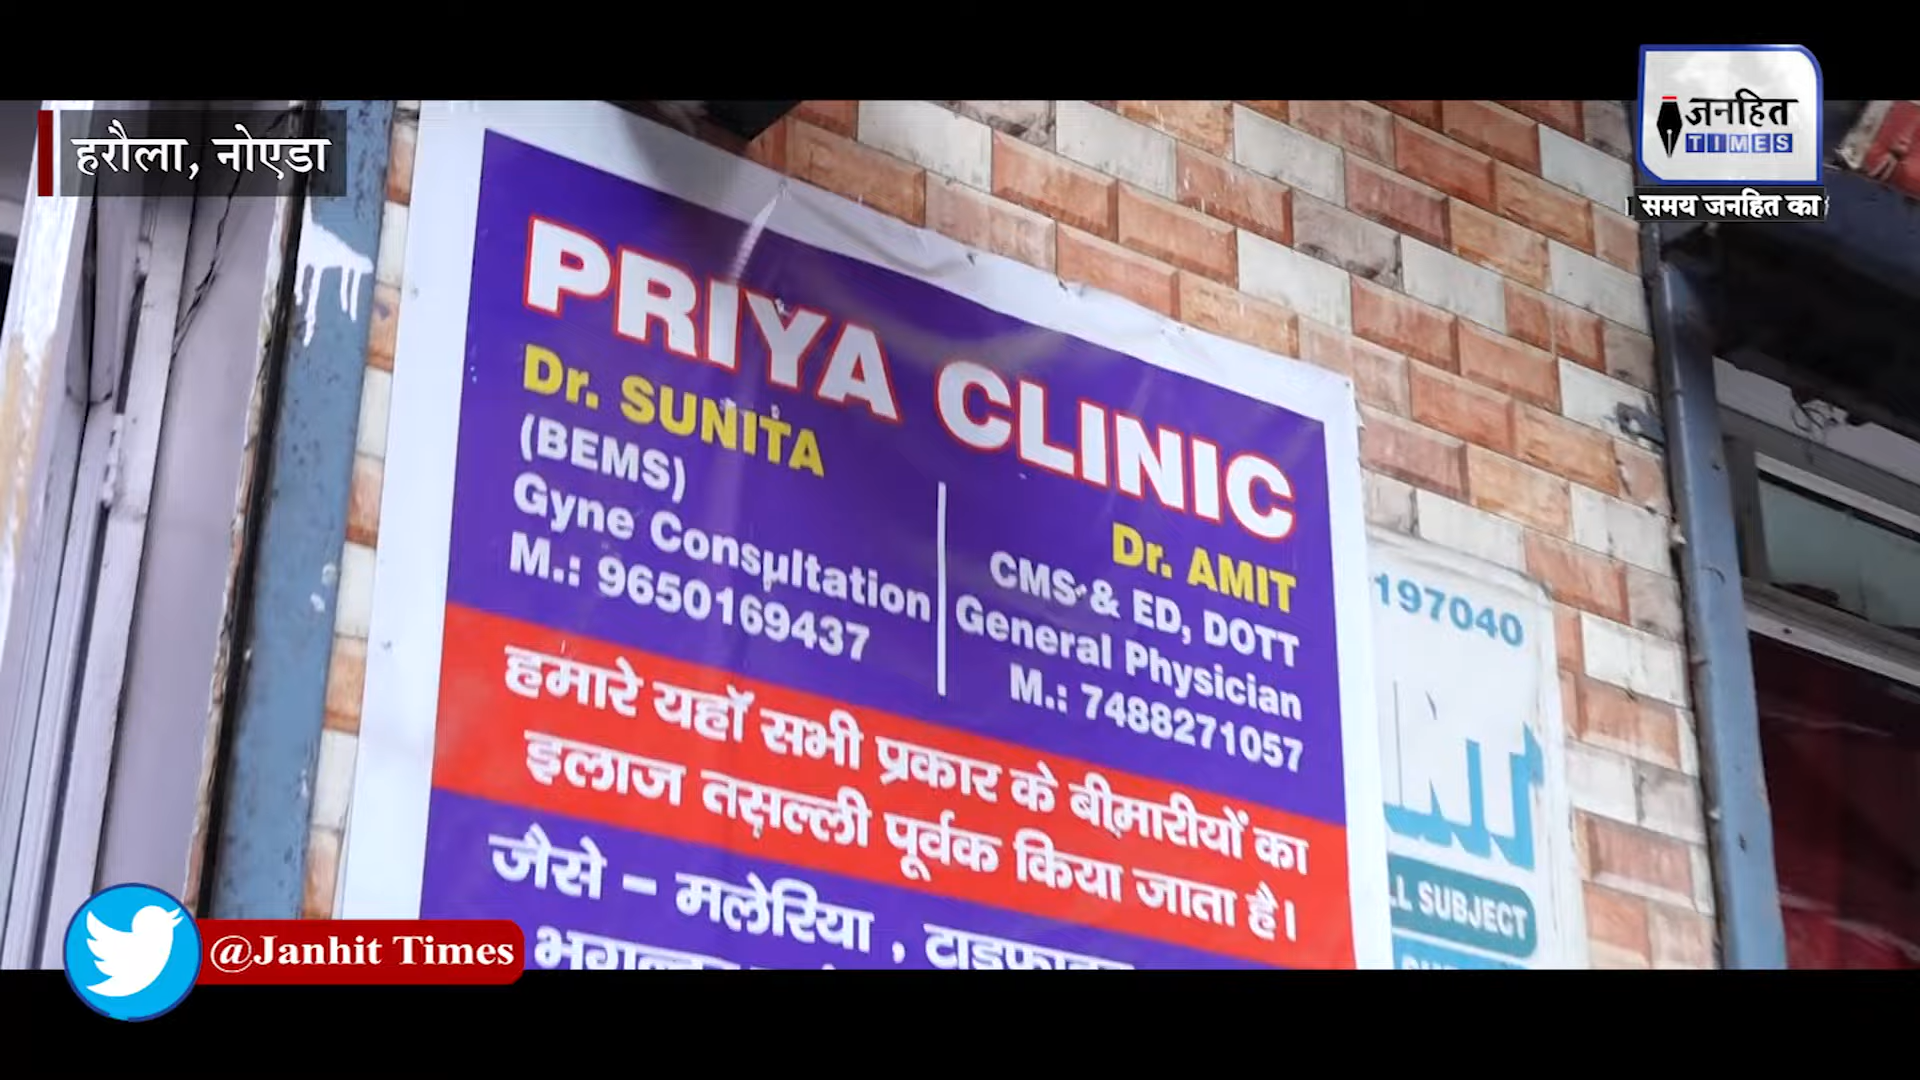 हरौला, नोएडा
जनहित
TIMES
समय जनहित का
PRIYA CLINIC
Dr. SUNITA
(BEMS)
Gyne Consultation
M.: 9650169437
Dr. AMIT
CMS & ED, DOTT
General Physician
M.: 7488271057
हमारे यहॉ सभी प्रकार के बीमारीयों का
इलाज तसल्ली पूर्वक किया जाता है।
जैसे – मलेरिया ,
197040
LL SUBJECT
@Janhit Times